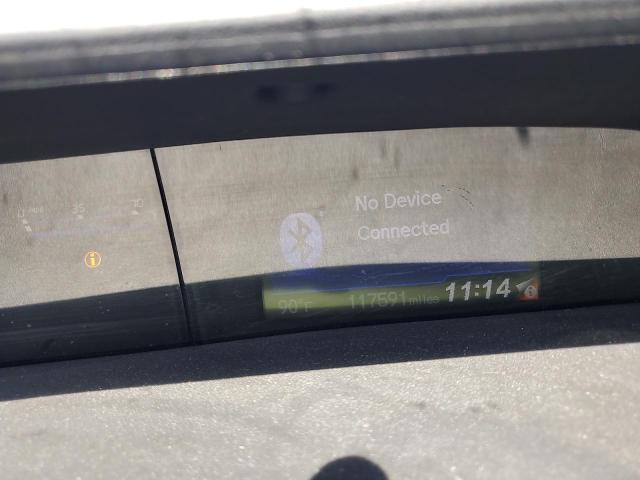 No Device
Connected
90°F 117591 miles 11:14